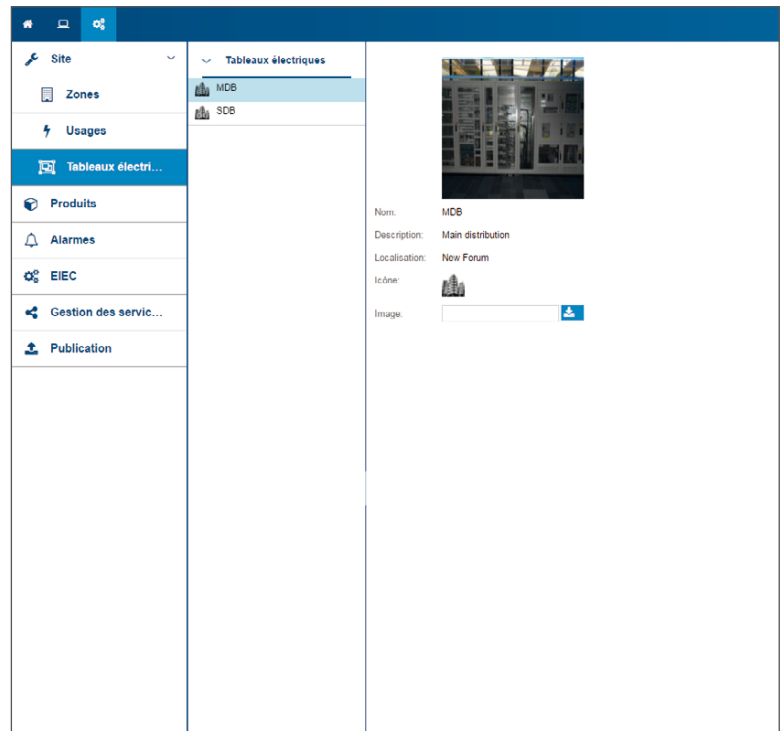 Site
Zones
Usages
Tableaux électri...
Produits
Alarmes
EIEC
Gestion des servic...
Publication
Tableaux électriques
MDB
SDB
Nom: MDB
Description: Main distribution
Localisation: New Forum
Icône:
Image: